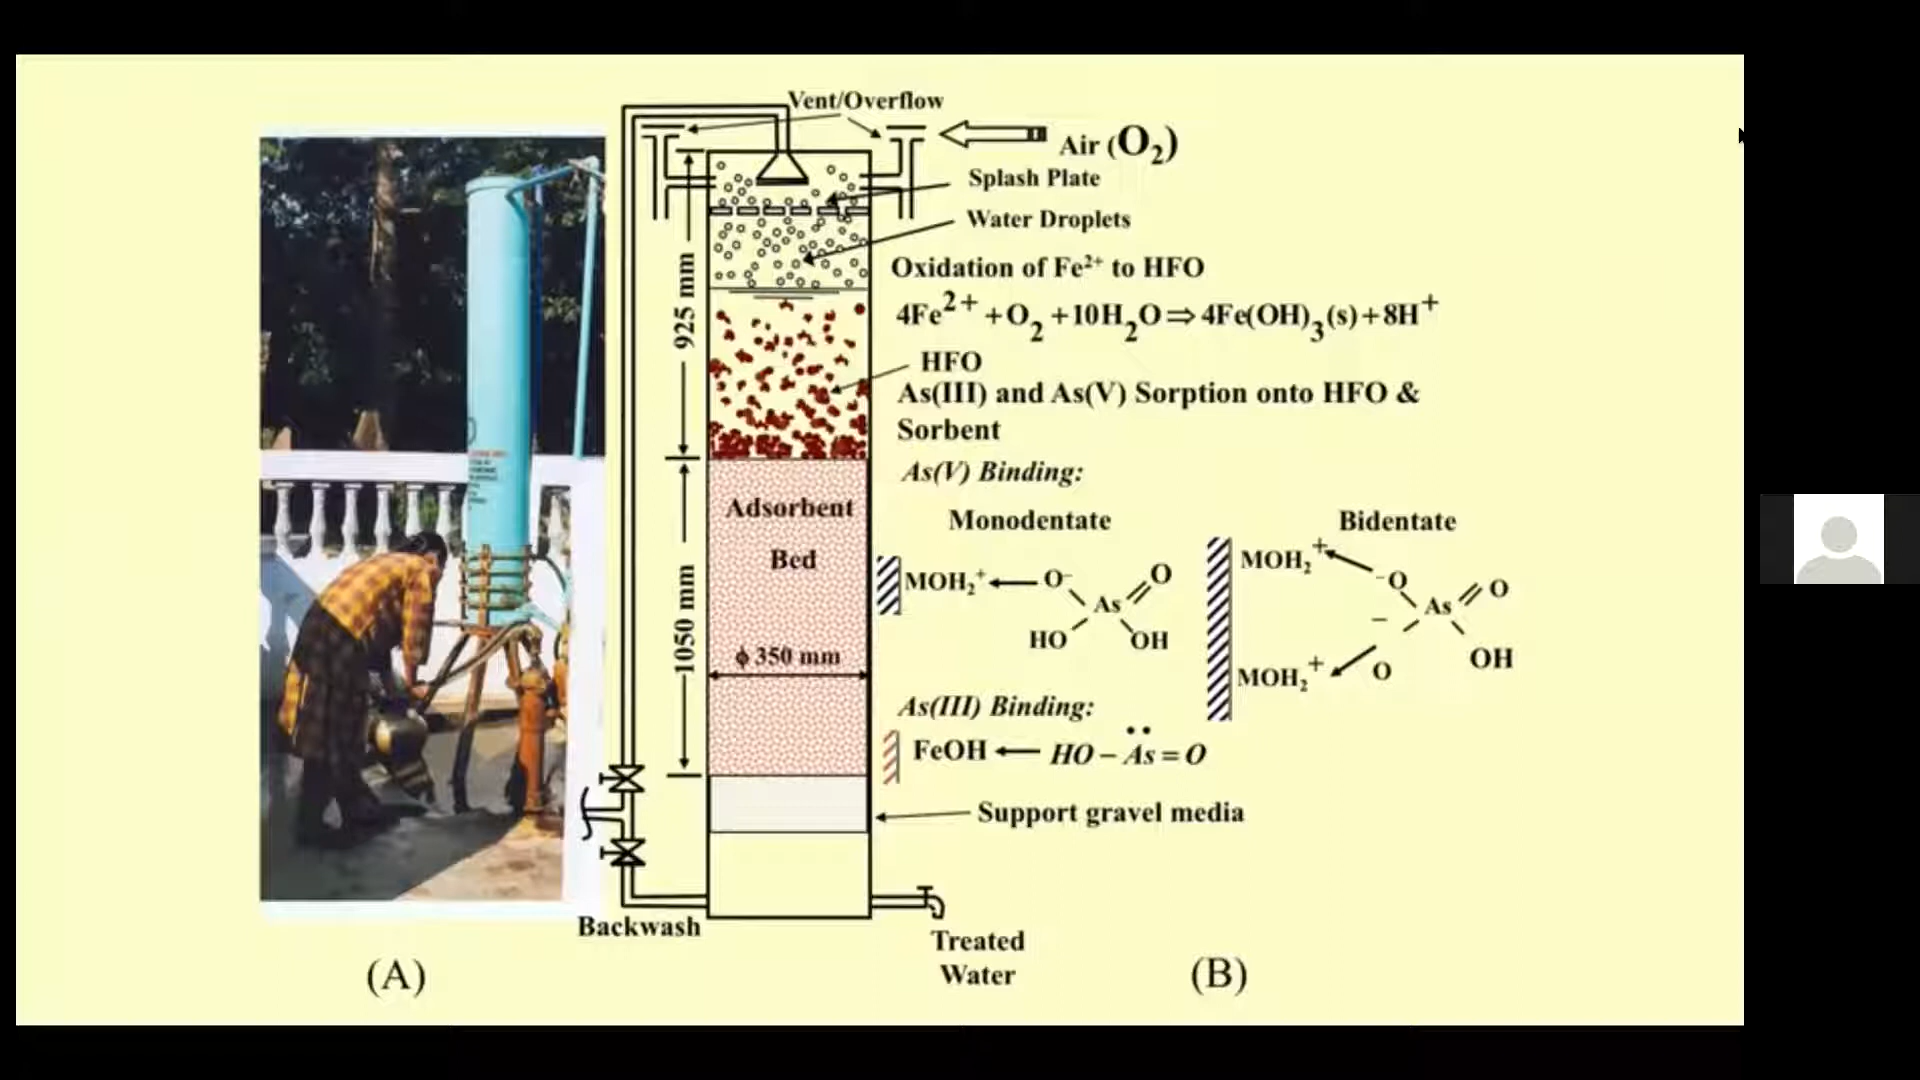 Vent/Overflow
Air (O₂)
Splash Plate
Water Droplets
Oxidation of Fe²⁺ to HFO
4Fe²⁺ + O₂ + 10H₂O ⇒ 4Fe(OH)₃(s) + 8H⁺
HFO
As(III) and As(V) Sorption onto HFO &
Sorbent
As(V) Binding:
Monodentate
MOH₂⁺
O⁻
O
As
HO
OH
Bidentate
MOH₂⁺
⁻O
O
As
–
MOH₂⁺
O
OH
As(III) Binding:
FeOH
HO – As = O
Support gravel media
925 mm
1050 mm
Adsorbent
Bed
ϕ 350 mm
Backwash
Treated
Water
(A)
(B)